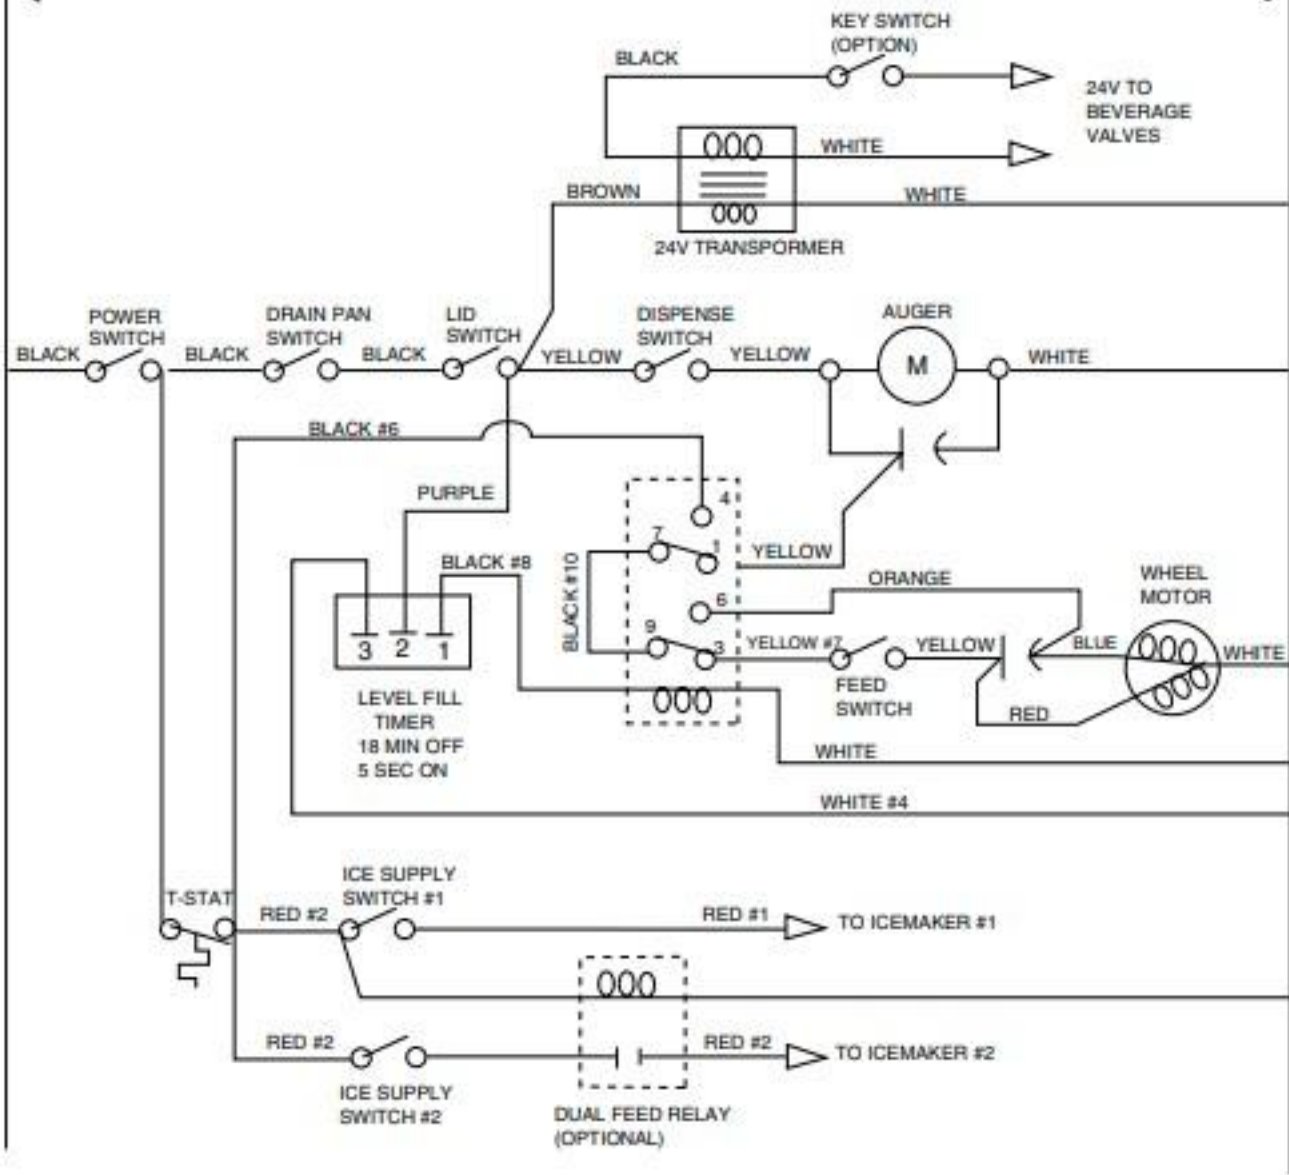 KEY SWITCH
(OPTION)
BLACK
24V TO
BEVERAGE
VALVES
WHITE
BROWN
WHITE
24V TRANSPORMER
POWER
SWITCH
DRAIN PAN
SWITCH
LID
SWITCH
DISPENSE
SWITCH
AUGER
BLACK
BLACK
BLACK
YELLOW
YELLOW
M
WHITE
BLACK #6
PURPLE
4
7
1
YELLOW
BLACK #8
BLACK #10
ORANGE
WHEEL
MOTOR
6
9
3
YELLOW #7
YELLOW
BLUE
WHITE
3 2 1
FEED
SWITCH
RED
LEVEL FILL
TIMER
18 MIN OFF
5 SEC ON
WHITE
WHITE #4
ICE SUPPLY
SWITCH #1
T-STAT
RED #2
RED #1
TO ICEMAKER #1
RED #2
RED #2
TO ICEMAKER #2
ICE SUPPLY
SWITCH #2
DUAL FEED RELAY
(OPTIONAL)